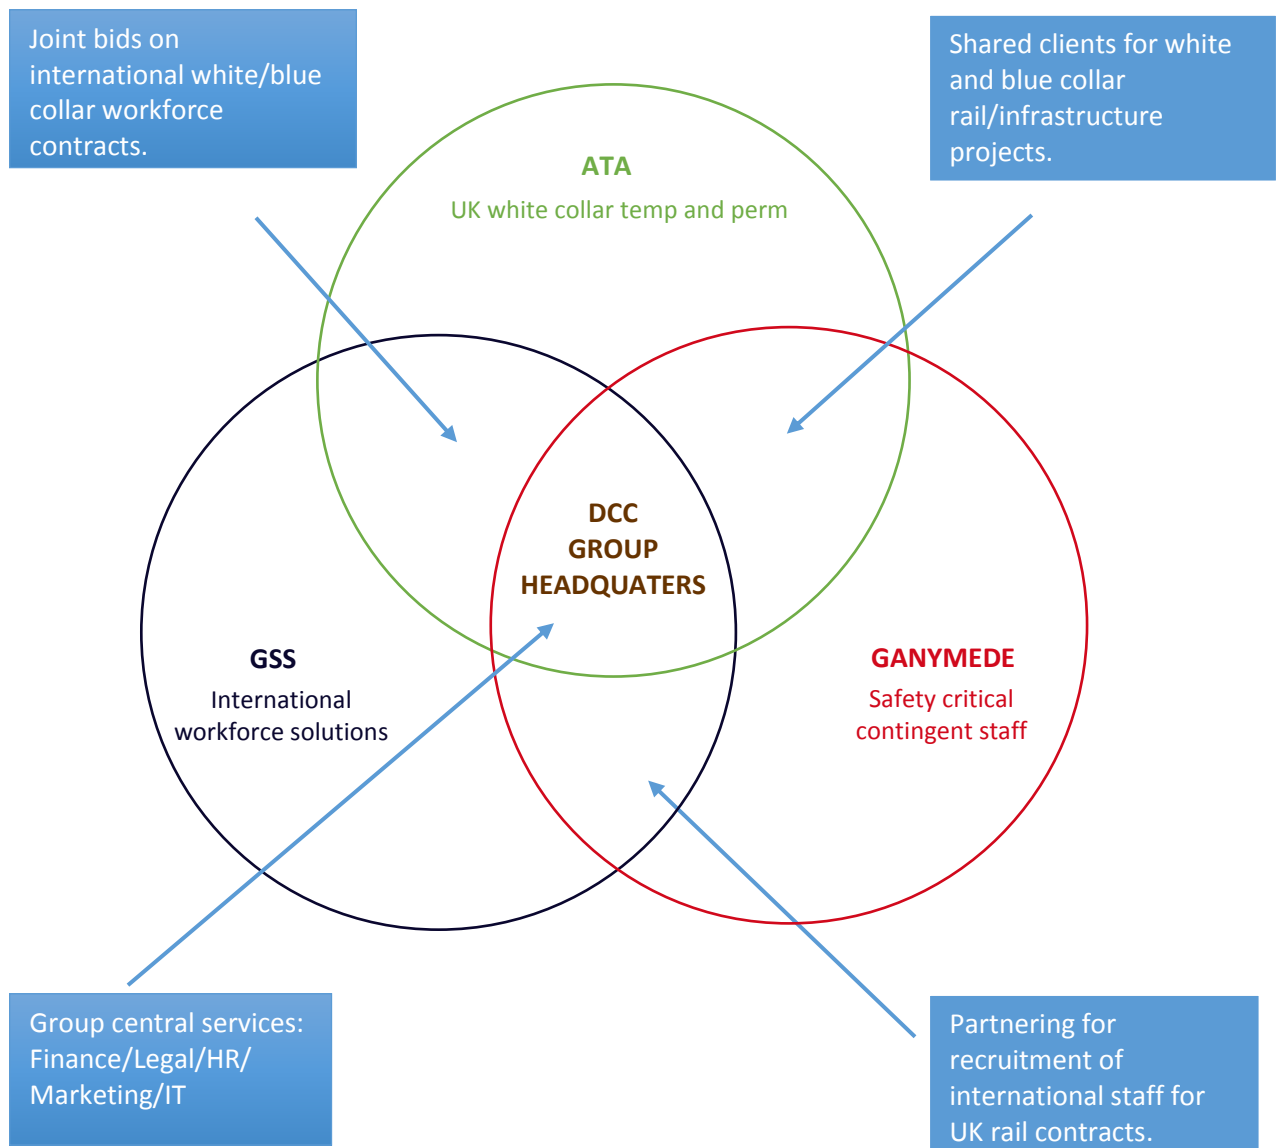 Joint bids on
international white/blue
collar workforce
contracts.
Shared clients for white
and blue collar
rail/infrastructure
projects.
ATA
UK white collar temp and perm
DCC
GROUP
HEADQUATERS
GSS
International
workforce solutions
GANYMEDE
Safety critical
contingent staff
Group central services:
Finance/Legal/HR/
Marketing/IT
Partnering for
recruitment of
international staff for
UK rail contracts.